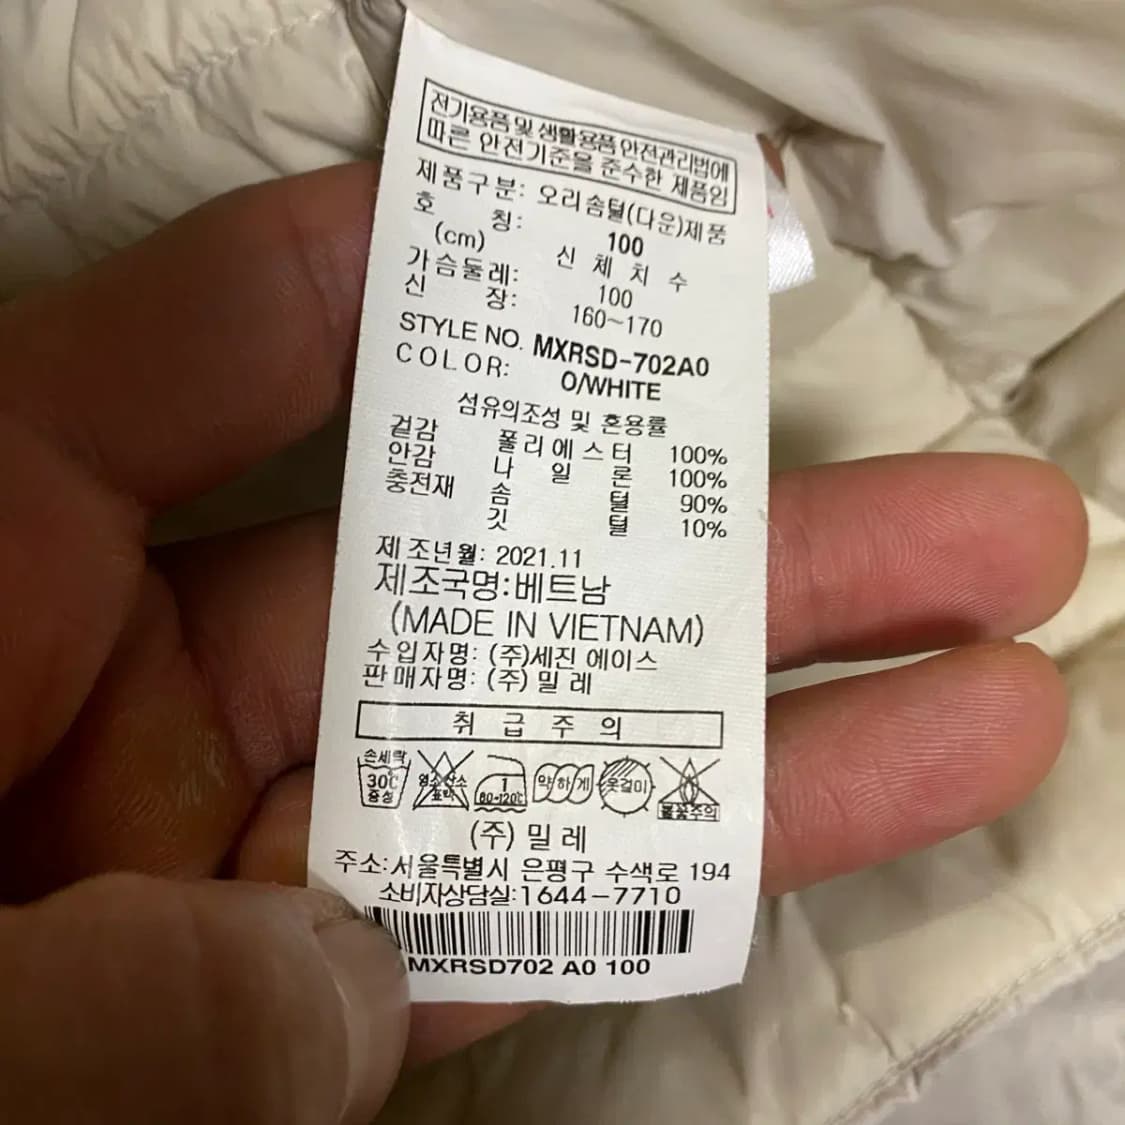 전기용품 및 생활용품 안전관리법에
따른 안전기준을 준수한 제품임
제품구분: 오리솜털(다운)제품
호 칭: 100
(cm) 신 체 치 수
가슴둘레: 100
신 장: 160~170
STYLE NO. MXRSD-702A0
COLOR: O/WHITE
섬유의조성 및 혼용률
겉감 폴리에스터 100%
안감 나 일 론 100%
충전재 솜 털 90%
깃 털 10%
제조년월: 2021.11
제조국명:베트남
(MADE IN VIETNAM)
수입자명: (주)세진 에이스
판매자명: (주) 밀 레
취 급 주 의
손세탁 30℃ 중성
염소산소 표백
1 80~120℃
약하게
옷걸이
불꽃주의
(주) 밀 레
주소:서울특별시 은평구 수색로 194
소비자상담실:1644-7710
MXRSD702 A0 100